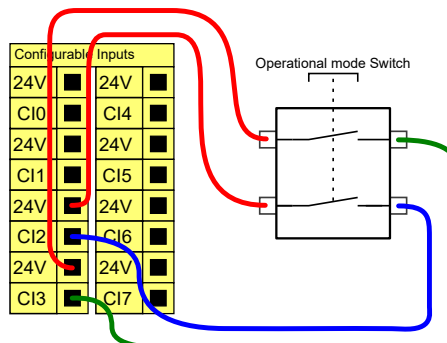 Configurable Inputs
Operational mode Switch
24V 24V
CI0 CI4
24V 24V
CI1 CI5
24V 24V
CI2 CI6
24V 24V
CI3 CI7